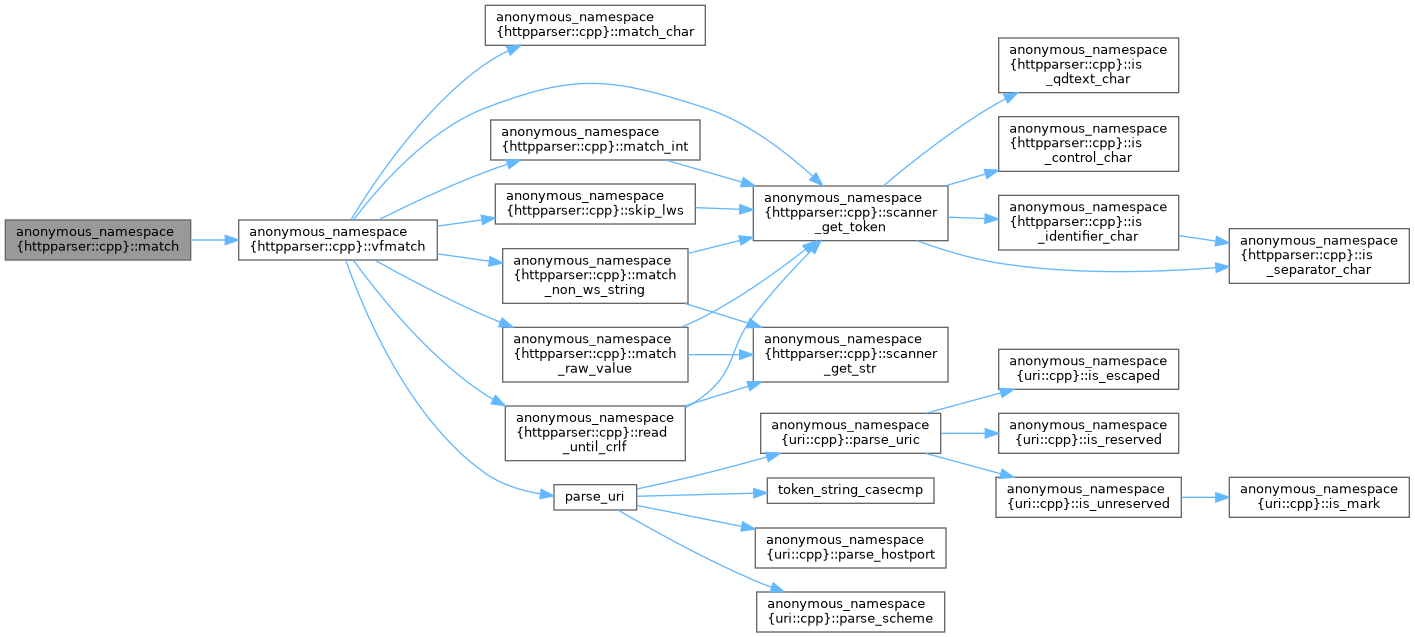 anonymous_namespace
{httpparser::cpp}::match
anonymous_namespace
{httpparser::cpp}::vfmatch
anonymous_namespace
{httpparser::cpp}::match_char
anonymous_namespace
{httpparser::cpp}::match_int
anonymous_namespace
{httpparser::cpp}::skip_lws
anonymous_namespace
{httpparser::cpp}::match
_non_ws_string
anonymous_namespace
{httpparser::cpp}::match
_raw_value
anonymous_namespace
{httpparser::cpp}::read
_until_crlf
parse_uri
anonymous_namespace
{httpparser::cpp}::scanner
_get_token
anonymous_namespace
{httpparser::cpp}::scanner
_get_str
anonymous_namespace
{uri::cpp}::parse_uric
token_string_casecmp
anonymous_namespace
{uri::cpp}::parse_hostport
anonymous_namespace
{uri::cpp}::parse_scheme
anonymous_namespace
{httpparser::cpp}::is
_qdtext_char
anonymous_namespace
{httpparser::cpp}::is
_control_char
anonymous_namespace
{httpparser::cpp}::is
_identifier_char
anonymous_namespace
{httpparser::cpp}::is
_separator_char
anonymous_namespace
{uri::cpp}::is_escaped
anonymous_namespace
{uri::cpp}::is_reserved
anonymous_namespace
{uri::cpp}::is_unreserved
anonymous_namespace
{uri::cpp}::is_mark